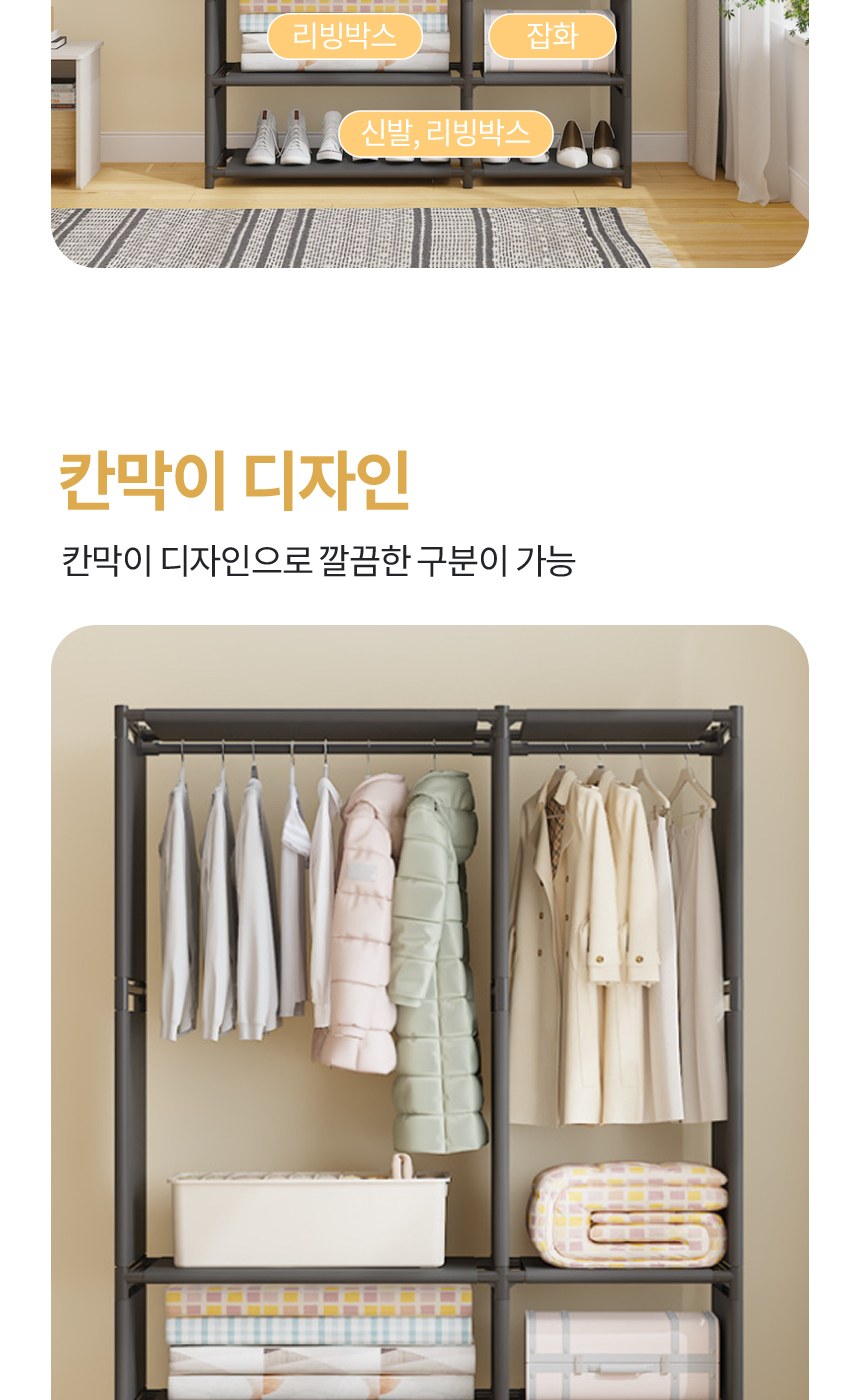 리빙박스
잡화
신발, 리빙박스
칸막이 디자인
칸막이 디자인으로 깔끔한 구분이 가능